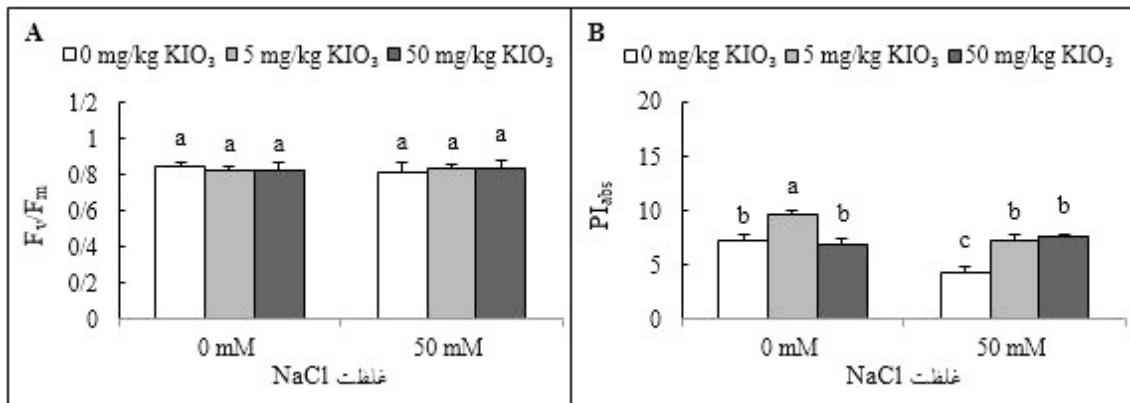 A
0 mg/kg KIO₃ 5 mg/kg KIO₃ 50 mg/kg KIO₃
Fᵥ/Fₘ
1/2
1
0/8
0/6
0/4
0/2
0
a a a a a a
0 mM 50 mM
غلظت NaCl
B
0 mg/kg KIO₃ 5 mg/kg KIO₃ 50 mg/kg KIO₃
PIabs
20
15
10
5
0
b a b c b b
0 mM 50 mM
غلظت NaCl